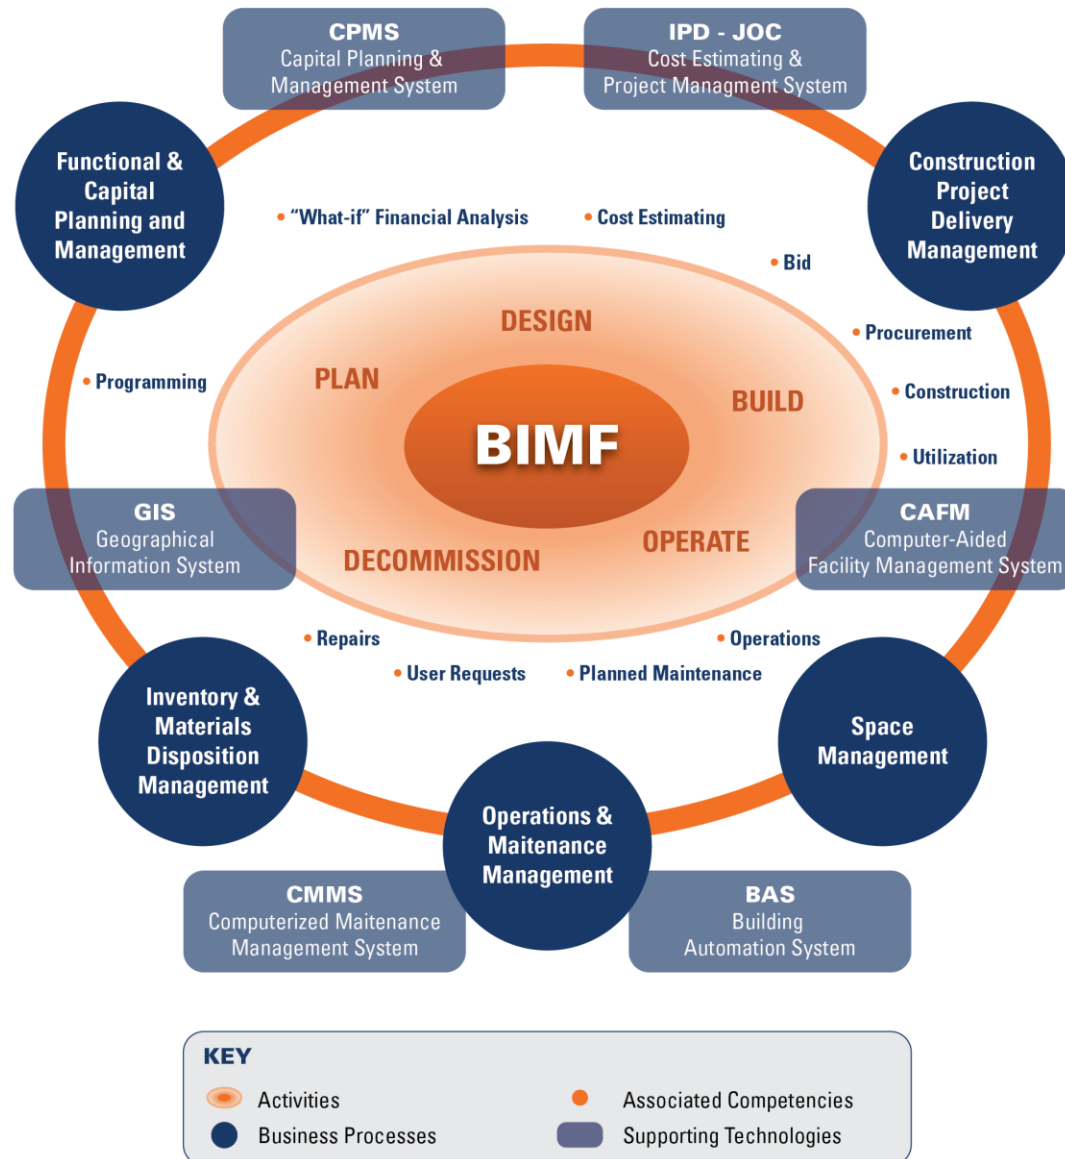 CPMS
Capital Planning &
Management System
IPD - JOC
Cost Estimating &
Project Managment System
Functional &
Capital
Planning and
Management
Construction
Project
Delivery
Management
• “What-if” Financial Analysis
• Cost Estimating
• Bid
• Procurement
• Construction
• Utilization
• Programming
DESIGN
PLAN
BUILD
BIMF
DECOMMISSION
OPERATE
GIS
Geographical
Information System
CAFM
Computer-Aided
Facility Management System
• Repairs
• User Requests
• Planned Maintenance
• Operations
Inventory &
Materials
Disposition
Management
Space
Management
Operations &
Maitenance
Management
CMMS
Computerized Maitenance
Management System
BAS
Building
Automation System
KEY
Activities
Associated Competencies
Business Processes
Supporting Technologies